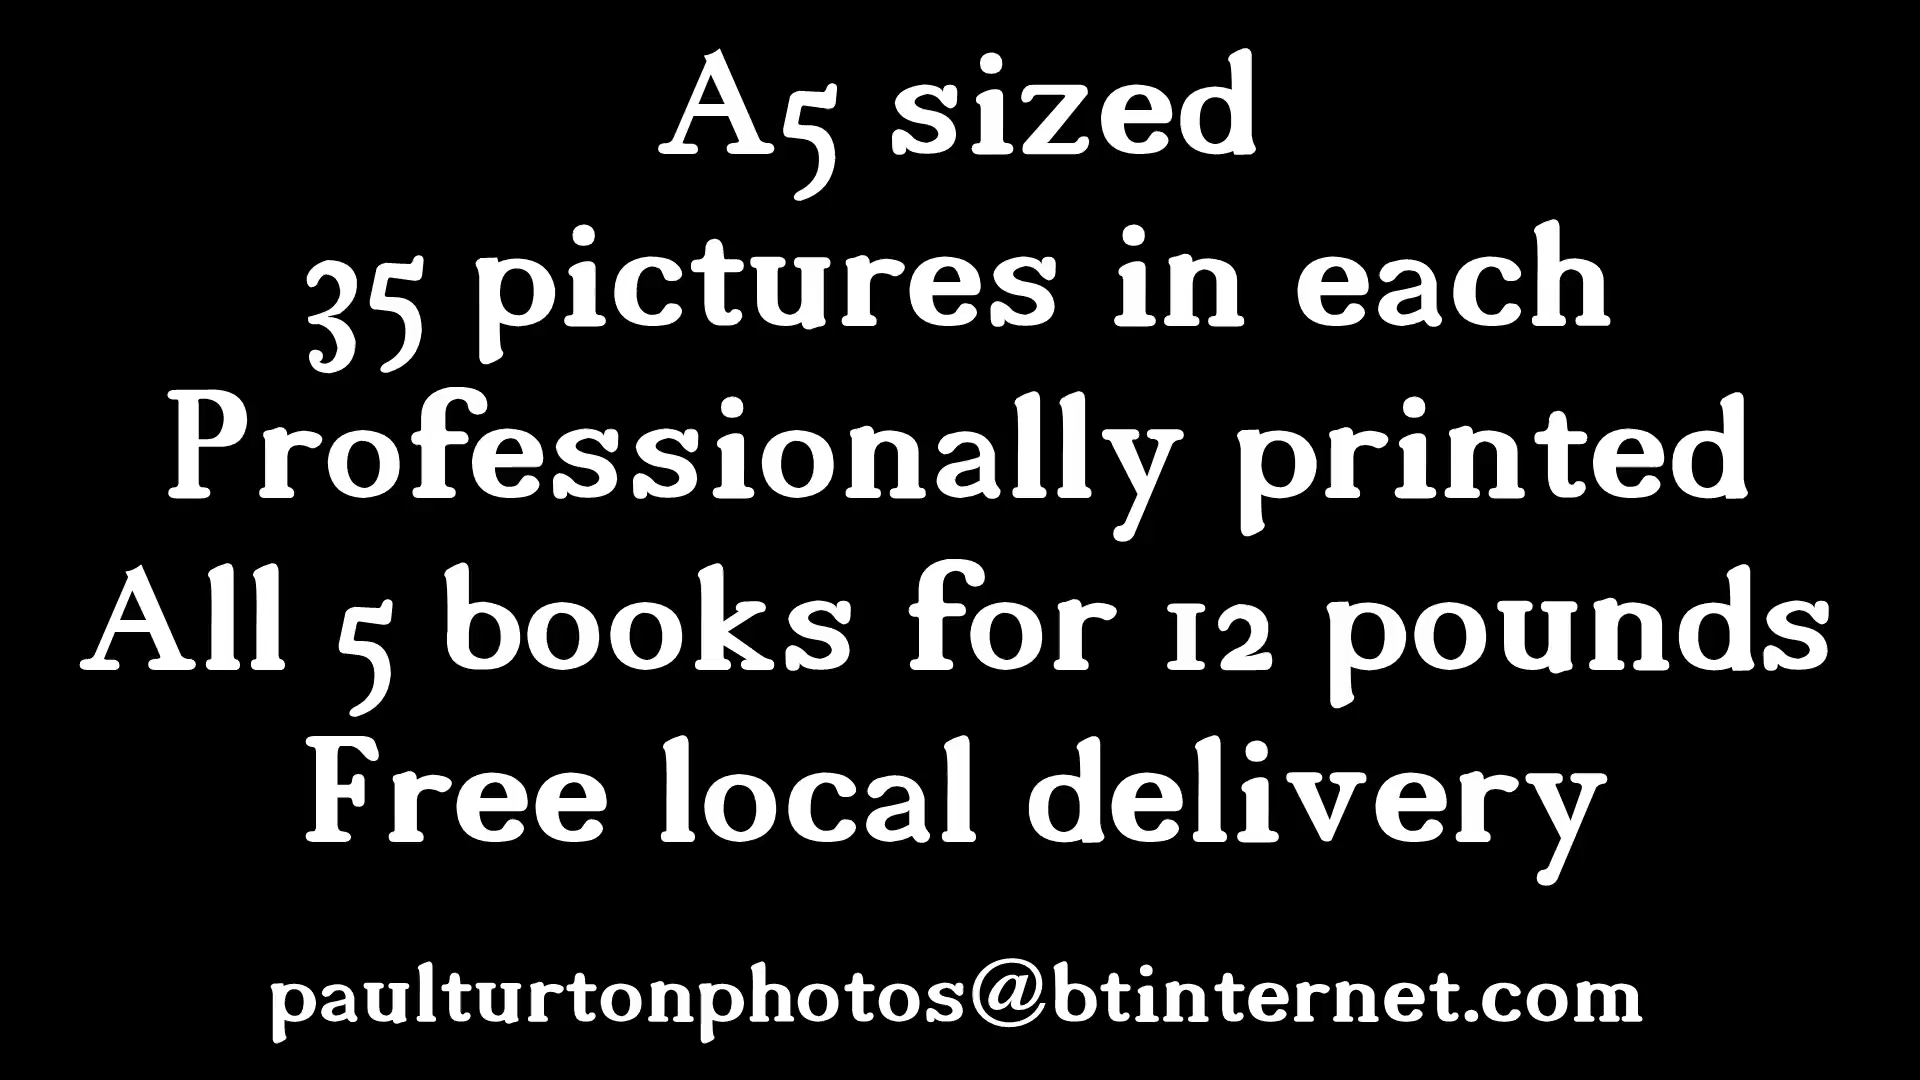 A5 sized
35 pictures in each
Professionally printed
All 5 books for 12 pounds
Free local delivery
paulturtonphotos@btinternet.com